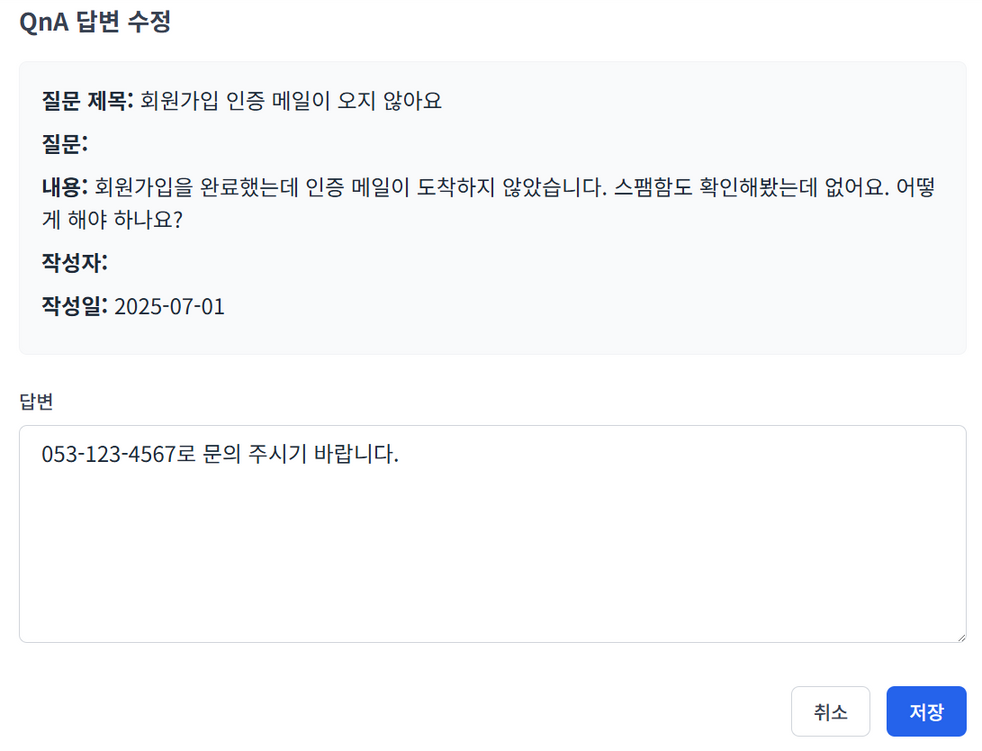 QnA 답변 수정
질문 제목: 회원가입 인증 메일이 오지 않아요
질문:
내용: 회원가입을 완료했는데 인증 메일이 도착하지 않았습니다. 스팸함도 확인해봤는데 없어요. 어떻
게 해야 하나요?
작성자:
작성일: 2025-07-01
답변
053-123-4567로 문의 주시기 바랍니다.
취소 저장